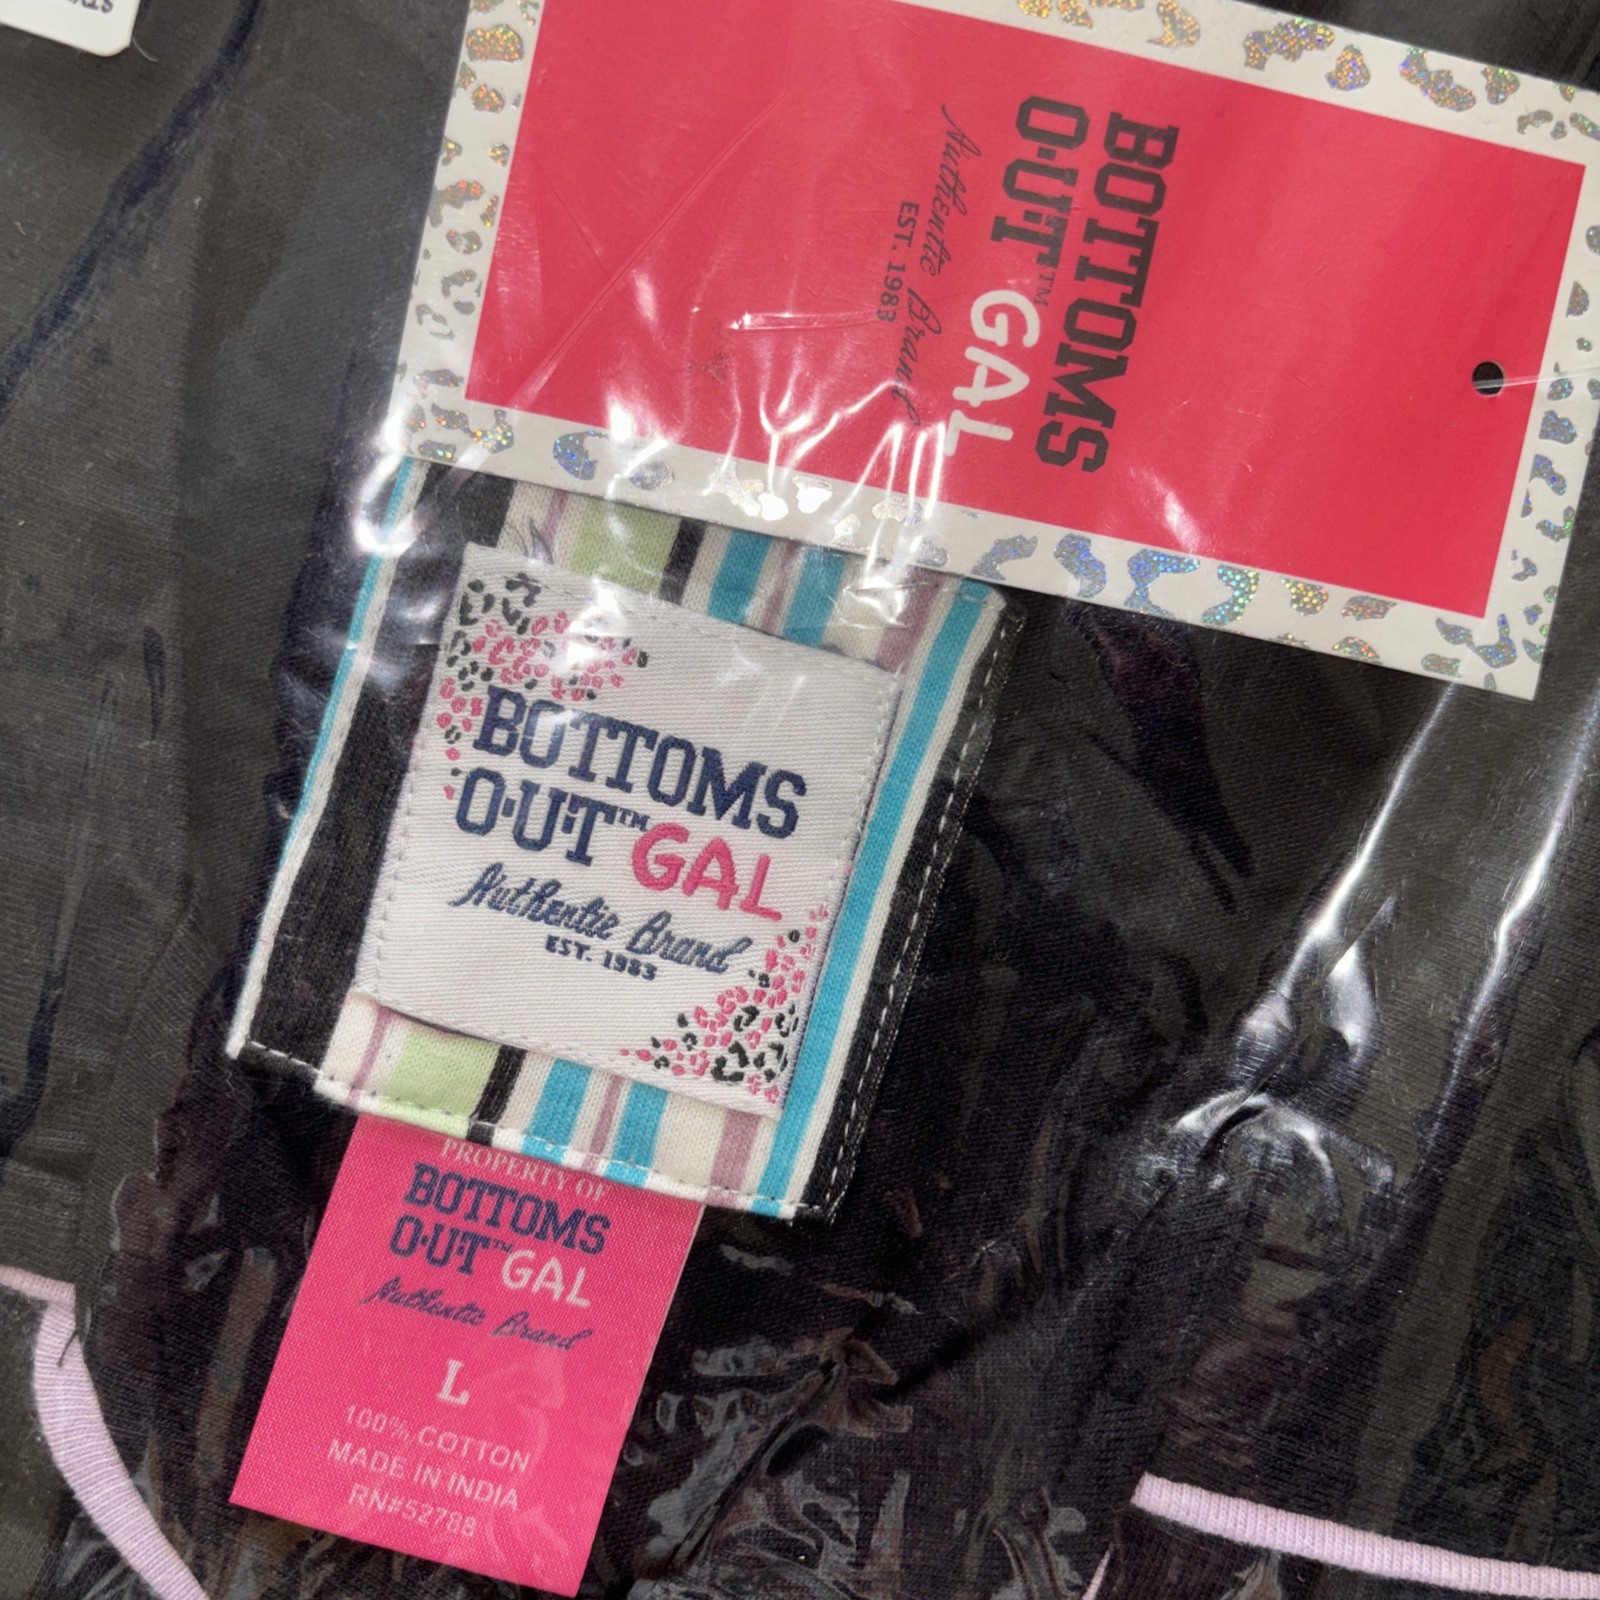 BOTTOMS
O·U·T™ GAL
Authentic Brand
EST. 1983
BOTTOMS
O·U·T™ GAL
Authentic Brand
EST. 1983
PROPERTY OF
BOTTOMS
O·U·T™ GAL
Authentic Brand
L
100% COTTON
MADE IN INDIA
RN#52788